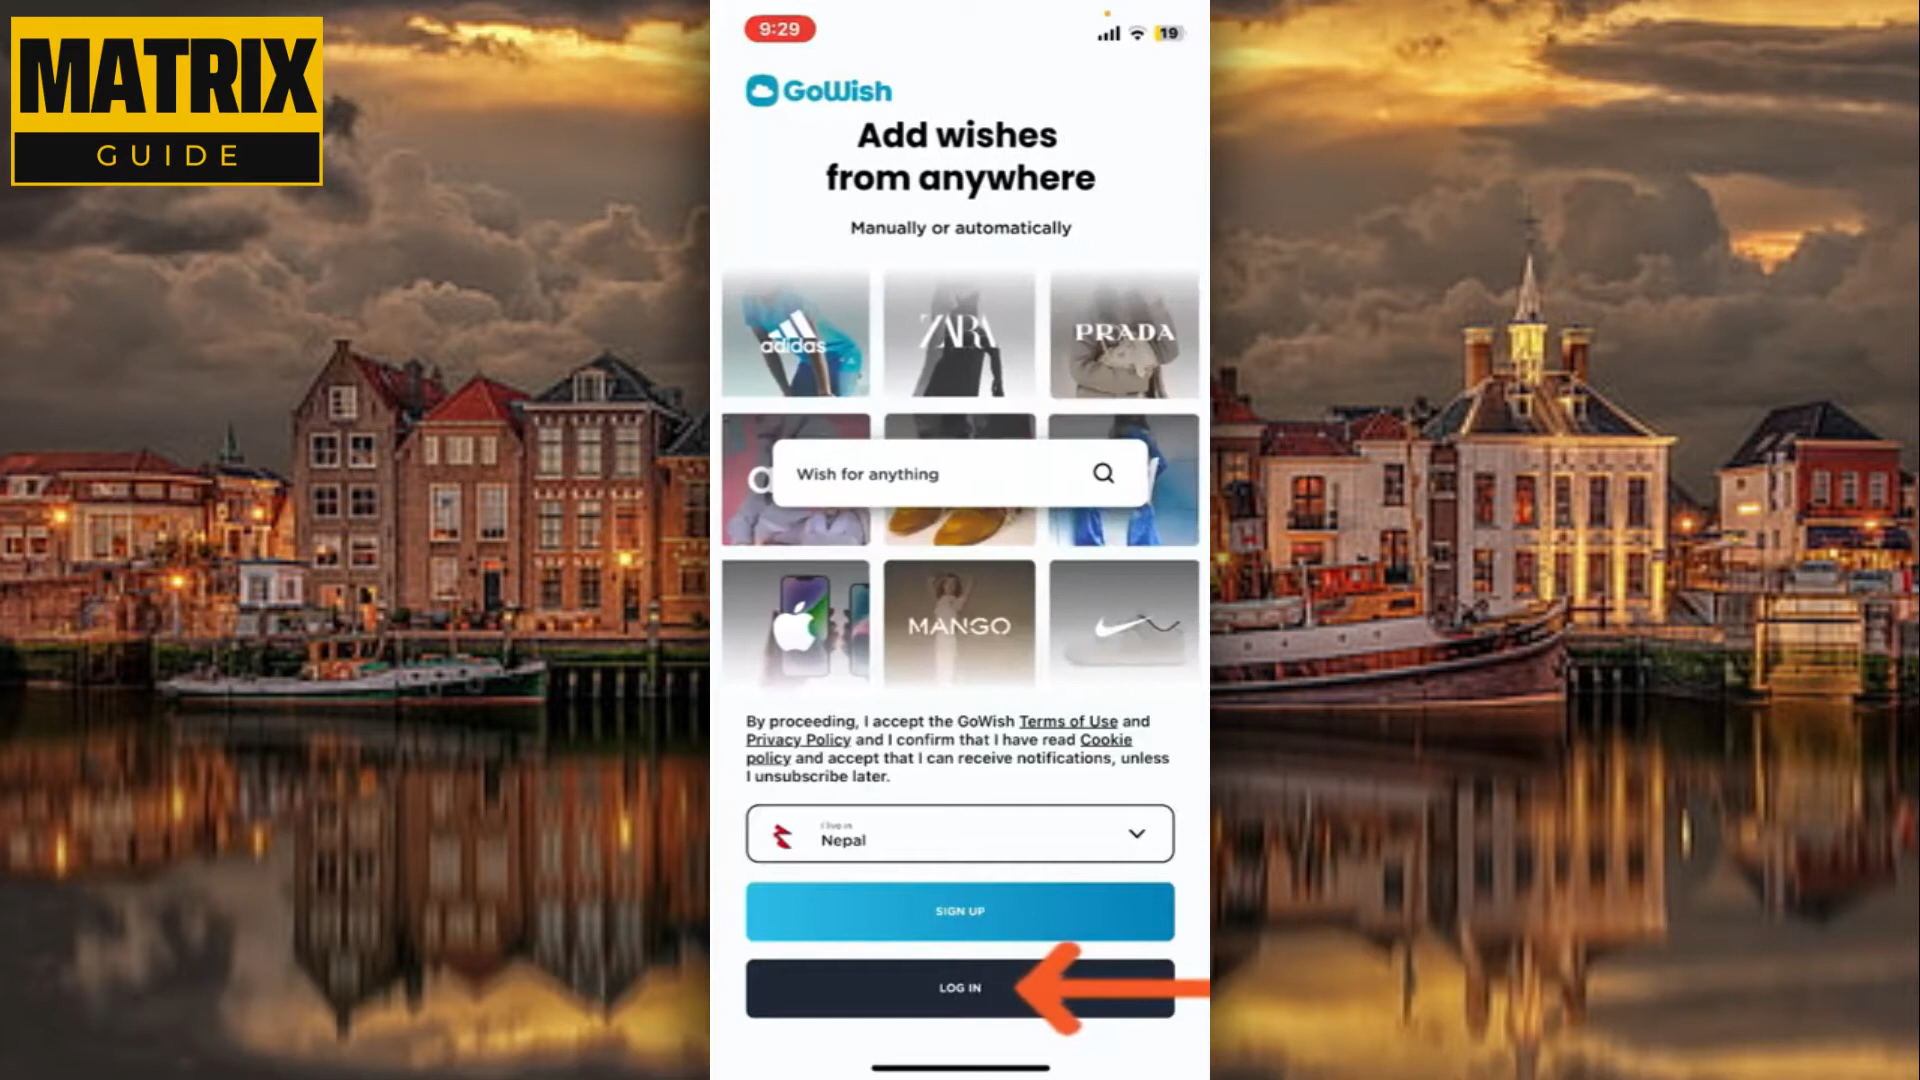 MATRIX
GUIDE
9:29
19
GoWish
Add wishes
from anywhere
Manually or automatically
adidas
ZARA
PRADA
Wish for anything
MANGO
By proceeding, I accept the GoWish Terms of Use and
Privacy Policy and I confirm that I have read Cookie
policy and accept that I can receive notifications, unless
I unsubscribe later.
I live in
Nepal
SIGN UP
LOG IN